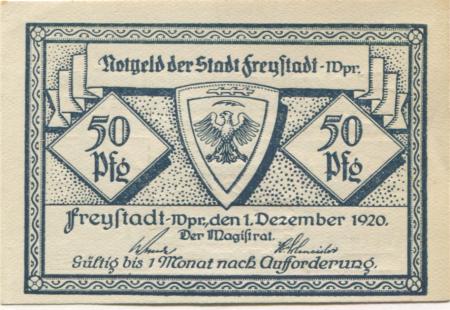 Notgeld der Stadt Freystadt-Wpr.
50 Pfg
50 Pfg
Freystadt-Wpr, den 1. Dezember 1920.
Der Magistrat.
Gültig bis 1 Monat nach Aufforderung.